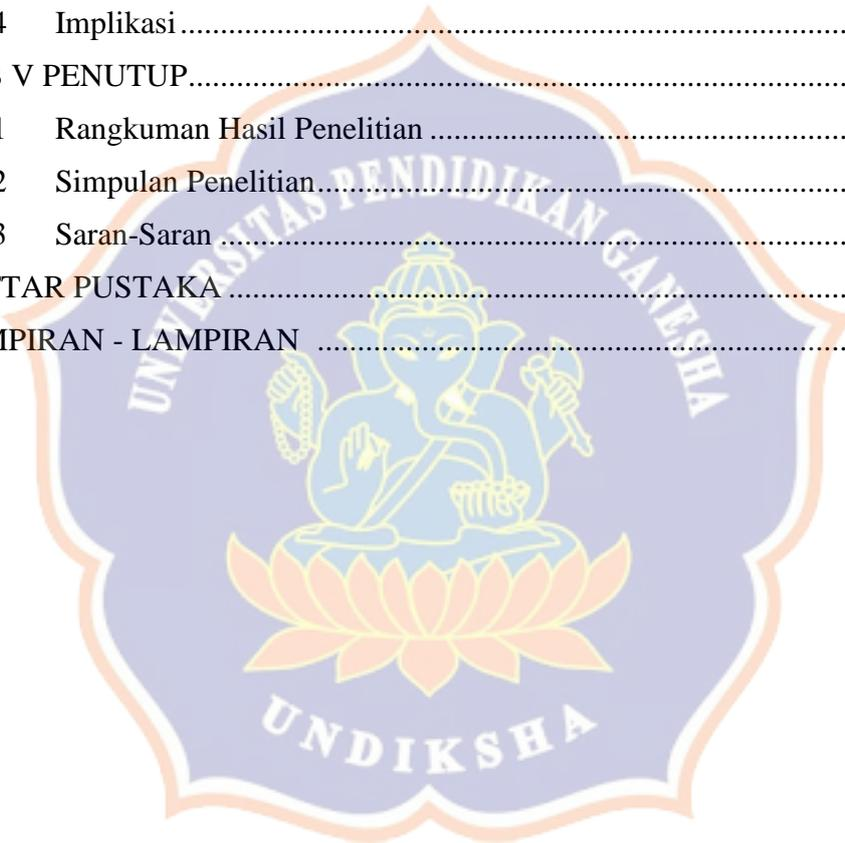 4 Implikasi
V PENUTUP
1 Rangkuman Hasil Penelitian
2 Simpulan Penelitian
3 Saran-Saran
TAR PUSTAKA
MPIRAN - LAMPIRAN
UNIVERSITAS PENDIDIKAN GANESHA
UNDIKSHA